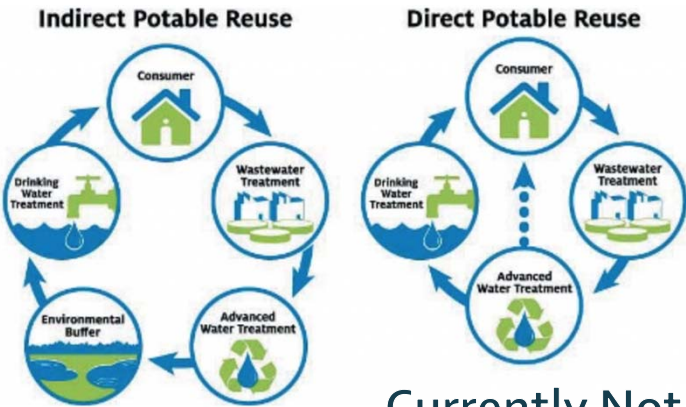 Indirect Potable Reuse
Consumer
Wastewater
Treatment
Advanced
Water Treatment
Environmental
Buffer
Drinking
Water
Treatment
Direct Potable Reuse
Consumer
Wastewater
Treatment
Advanced
Water Treatment
Drinking
Water
Treatment
Currently Not